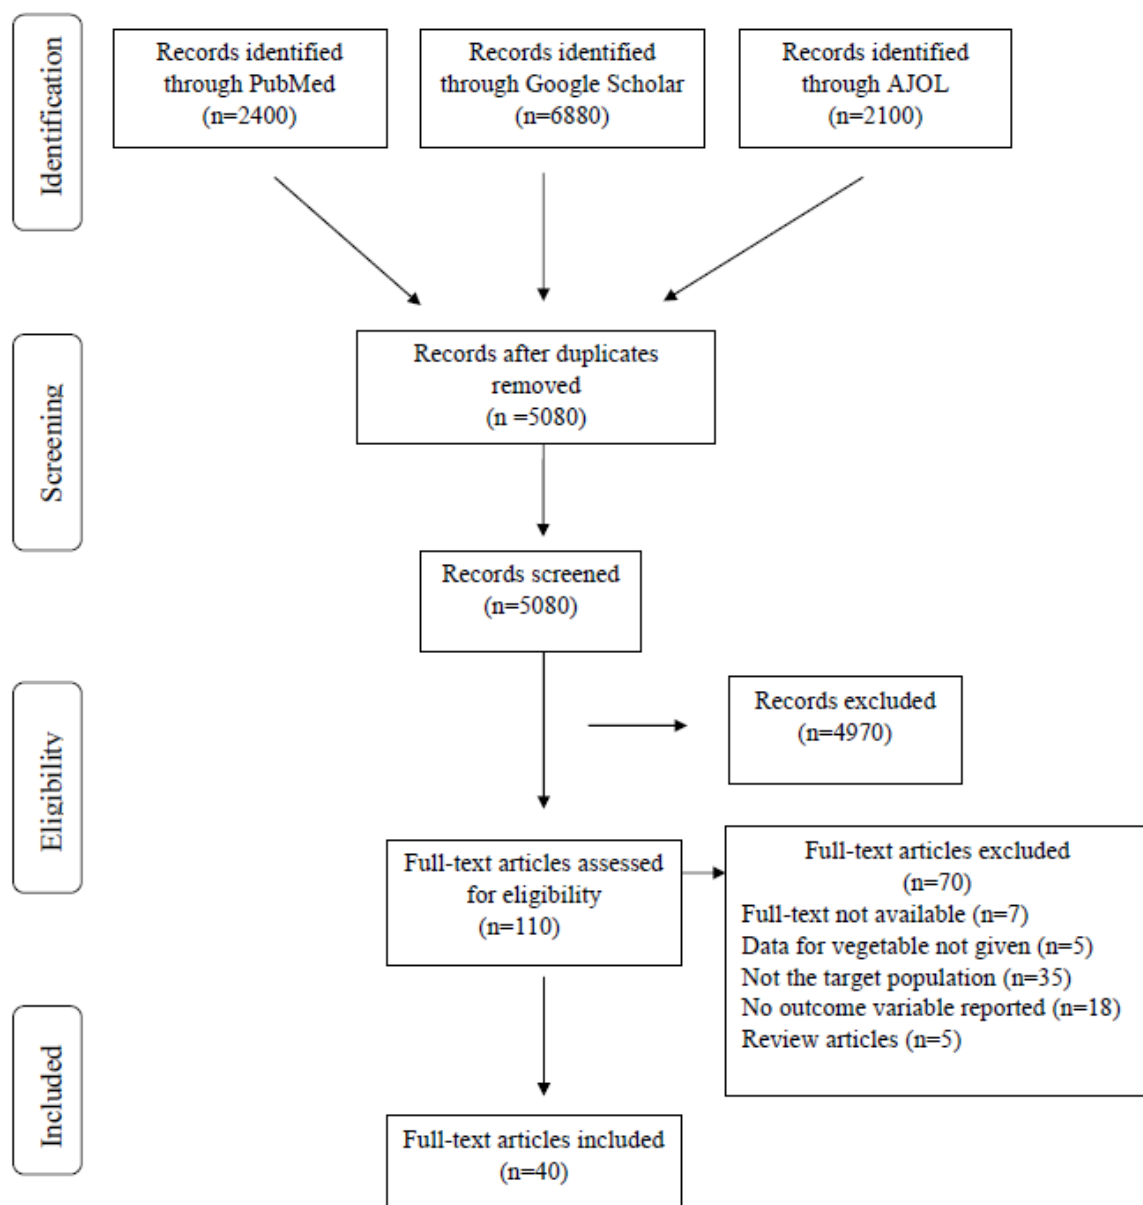 Identification
Records identified
through PubMed
(n=2400)
Records identified
through Google Scholar
(n=6880)
Records identified
through AJOL
(n=2100)
Screening
Records after duplicates
removed
(n =5080)
Records screened
(n=5080)
Eligibility
Records excluded
(n=4970)
Full-text articles assessed
for eligibility
(n=110)
Full-text articles excluded
(n=70)
Full-text not available (n=7)
Data for vegetable not given (n=5)
Not the target population (n=35)
No outcome variable reported (n=18)
Review articles (n=5)
Included
Full-text articles included
(n=40)